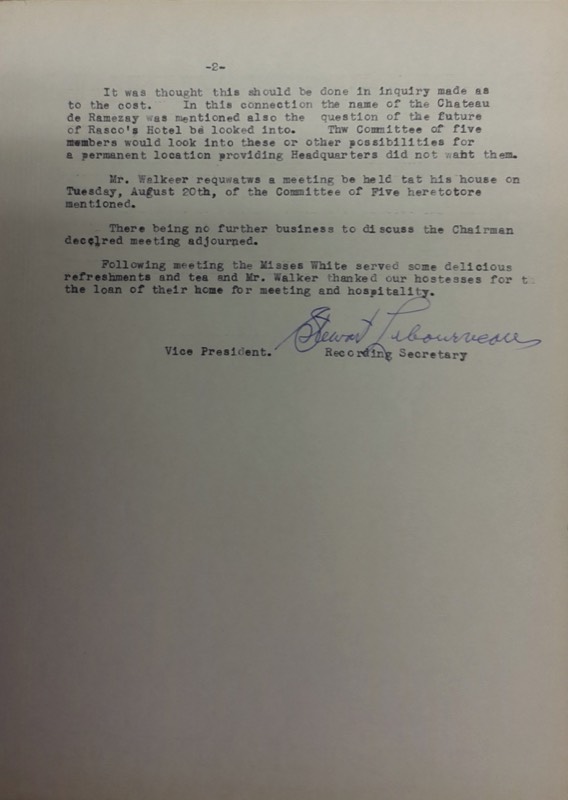 -2-
It was thought this should be done in inquiry made as
to the cost. In this connection the name of the Chateau
de Ramezay was mentioned also the question of the future
of Rasco's Hotel be looked into. Thw Committee of five
members would look into these or other possibilities for
a permanent location providing Headquarters did not want them.
Mr. Walkeer requwatws a meeting be held tat his house on
Tuesday, August 20th, of the Committee of Five heretotore
mentioned.
There being no further business to discuss the Chairman
declred meeting adjourned.
Following meeting the Misses White served some delicious
refreshments and tea and Mr. Walker thanked our hostesses for t
the loan of their home for meeting and hospitality.
Stewart Lebourveau
Vice President. Recording Secretary